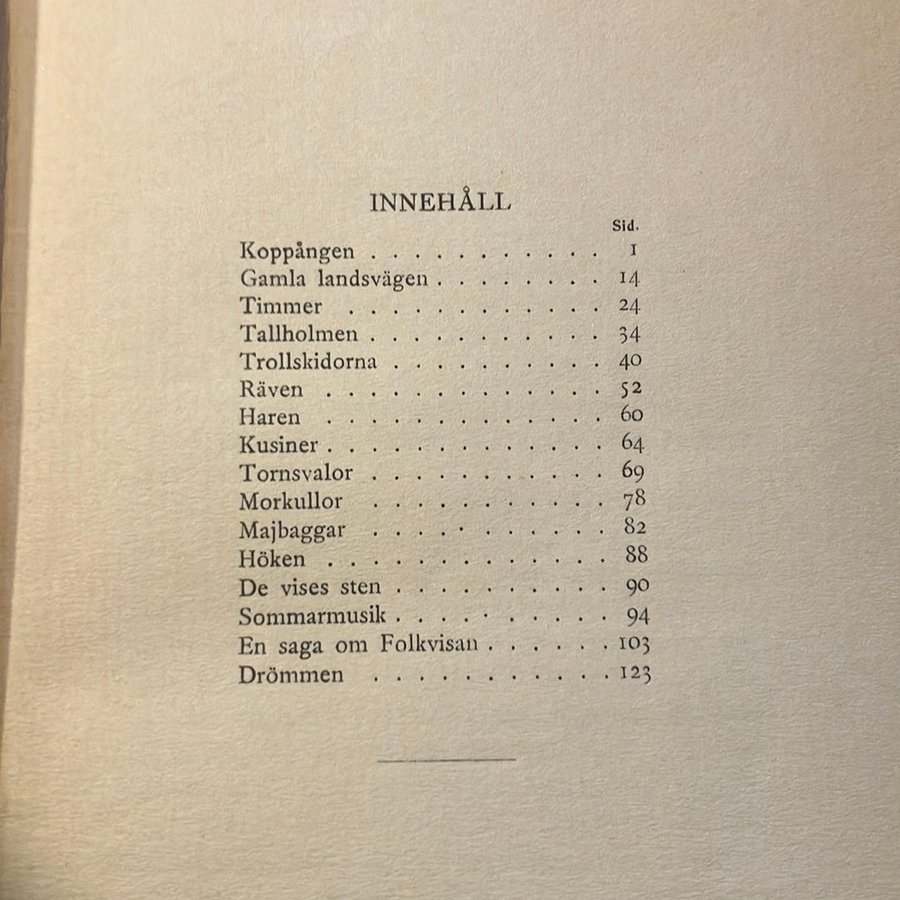 INNEHÅLL
Sid.
Koppången . . . . . . . . . . . 1
Gamla landsvägen . . . . . . . . 14
Timmer . . . . . . . . . . . . 24
Tallholmen . . . . . . . . . . . 34
Trollskidorna . . . . . . . . . . 40
Räven . . . . . . . . . . . . . 52
Haren . . . . . . . . . . . . . 60
Kusiner . . . . . . . . . . . . . 64
Tornsvalor . . . . . . . . . . . 69
Morkullor . . . . . . . . . . . 78
Majbaggar . . . . . . . . . . . 82
Höken . . . . . . . . . . . . . 88
De vises sten . . . . . . . . . . 90
Sommarmusik . . . . . . . . . . 94
En saga om Folkvisan . . . . . . 103
Drömmen . . . . . . . . . . . 123